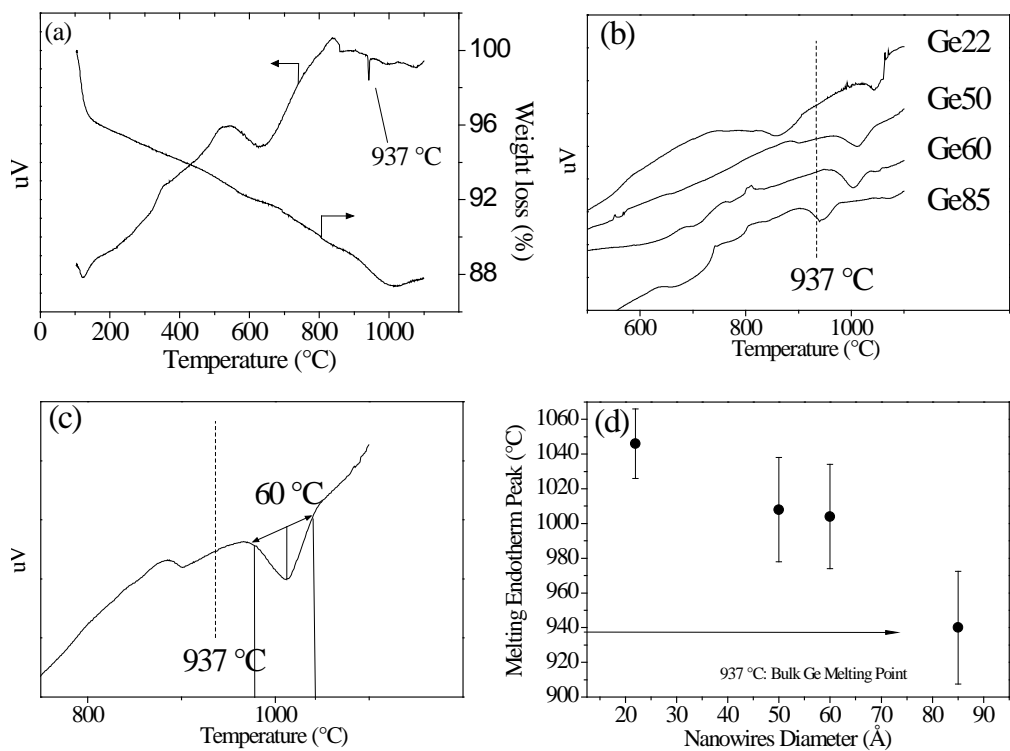 (a)
uV
100
96
92
88
Weight loss (%)
937 °C
0 200 400 600 800 1000
Temperature (°C)
(b)
uV
Ge22
Ge50
Ge60
Ge85
937 °C
600 800 1000
Temperature (°C)
(c)
uV
60 °C
937 °C
800 1000
Temperature (°C)
(d)
Melting Endotherm Peak (°C)
1060
1040
1020
1000
980
960
940
920
900
937 °C: Bulk Ge Melting Point
20 30 40 50 60 70 80 90
Nanowires Diameter (Å)